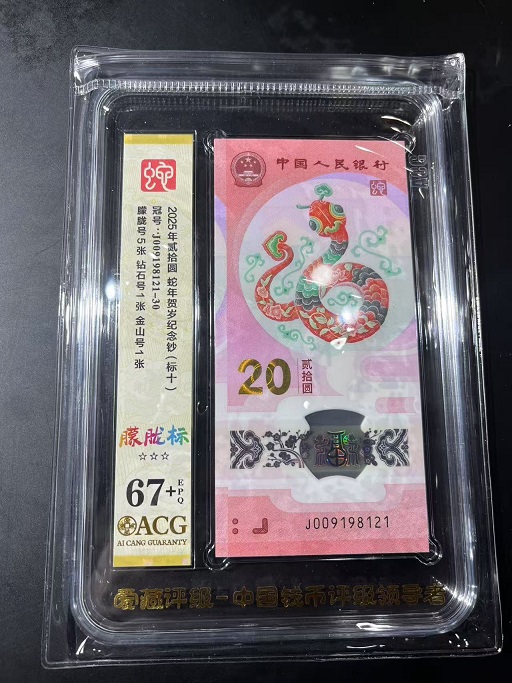 蛇
2025年贰拾圆 蛇年贺岁纪念钞（标十）
冠号：J009198121-30
朦胧号5张 钻石号1张 金山号1张
朦胧标
☆☆☆
67+
EPQ
ACG
AI CANG GUARANTY
中国人民银行
蛇
20
贰拾圆
J009198121
爱藏评级-中国钱币评级领导者